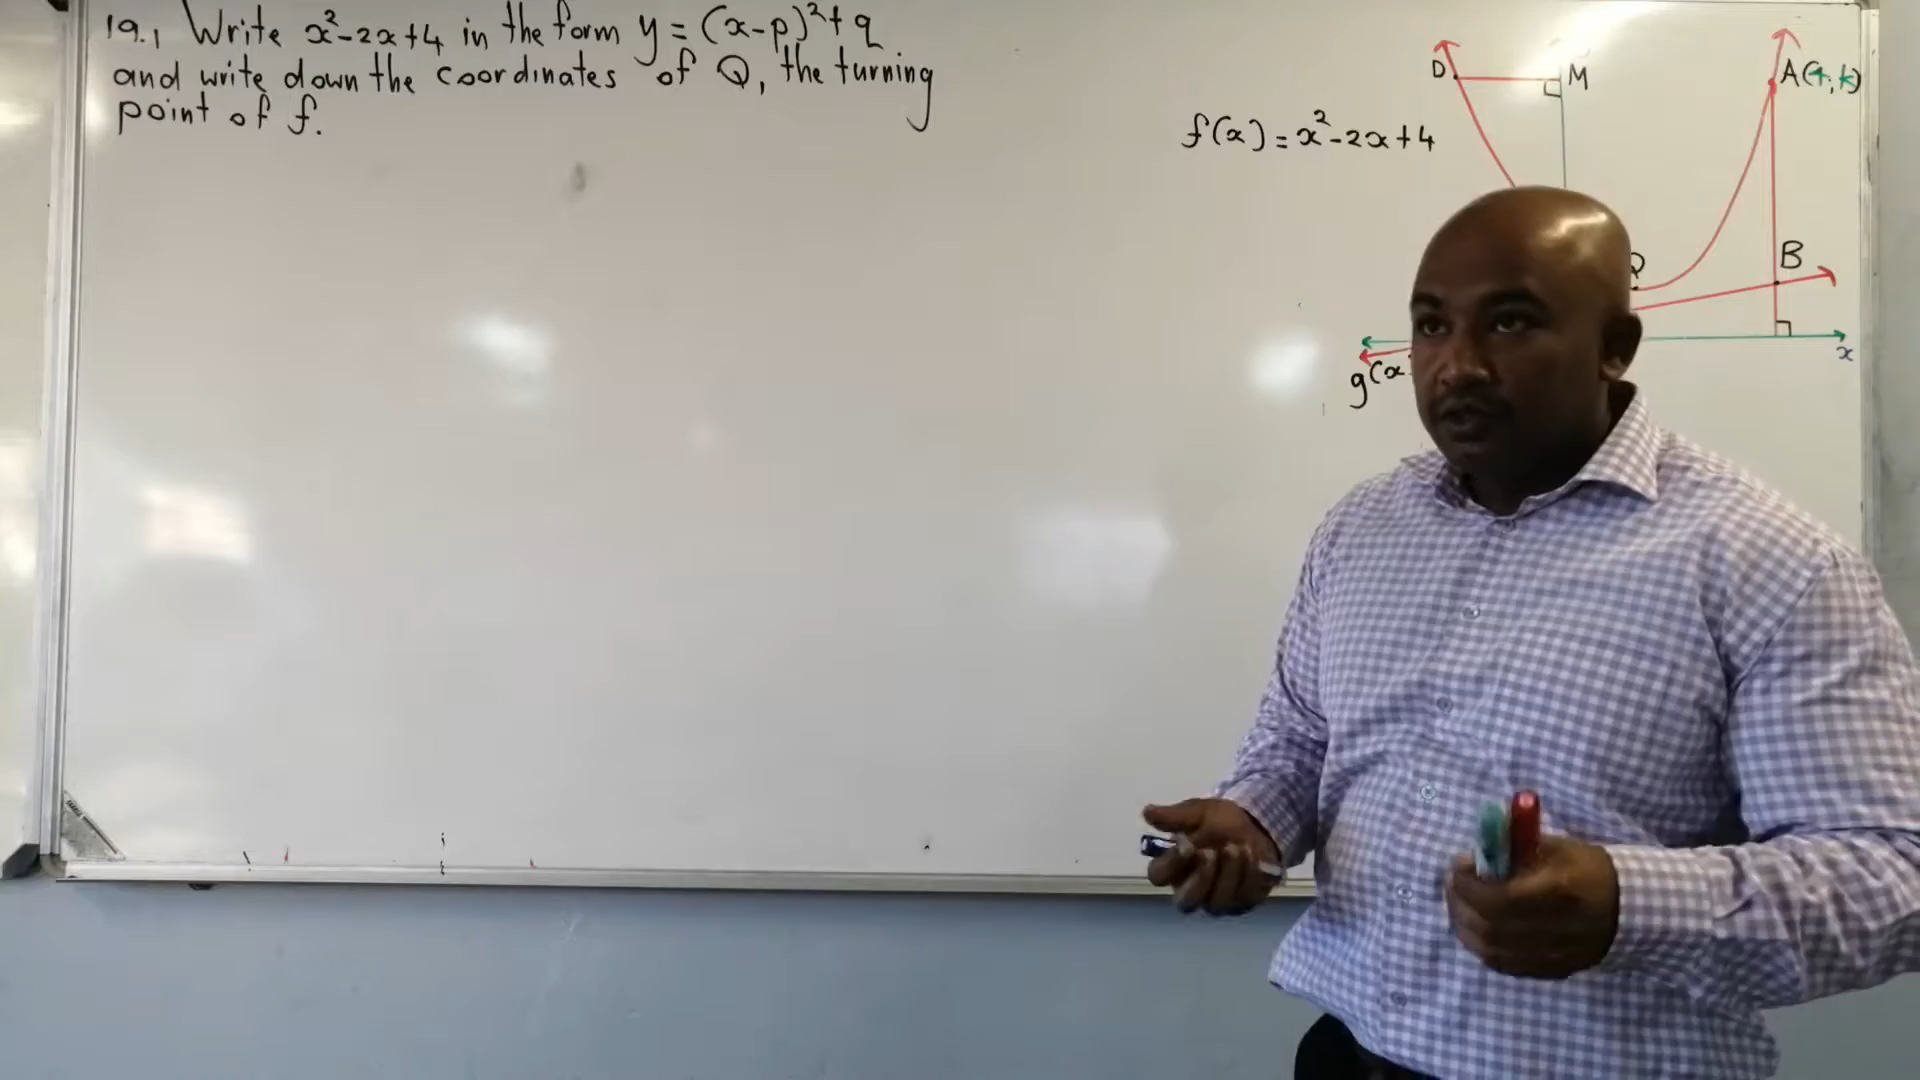 19.1 Write x²-2x+4 in the form y = (x-p)²+q
and write down the coordinates of Q, the turning
point of f.
D
M
A(4;k)
f(x) = x²-2x+4
B
x
g(x